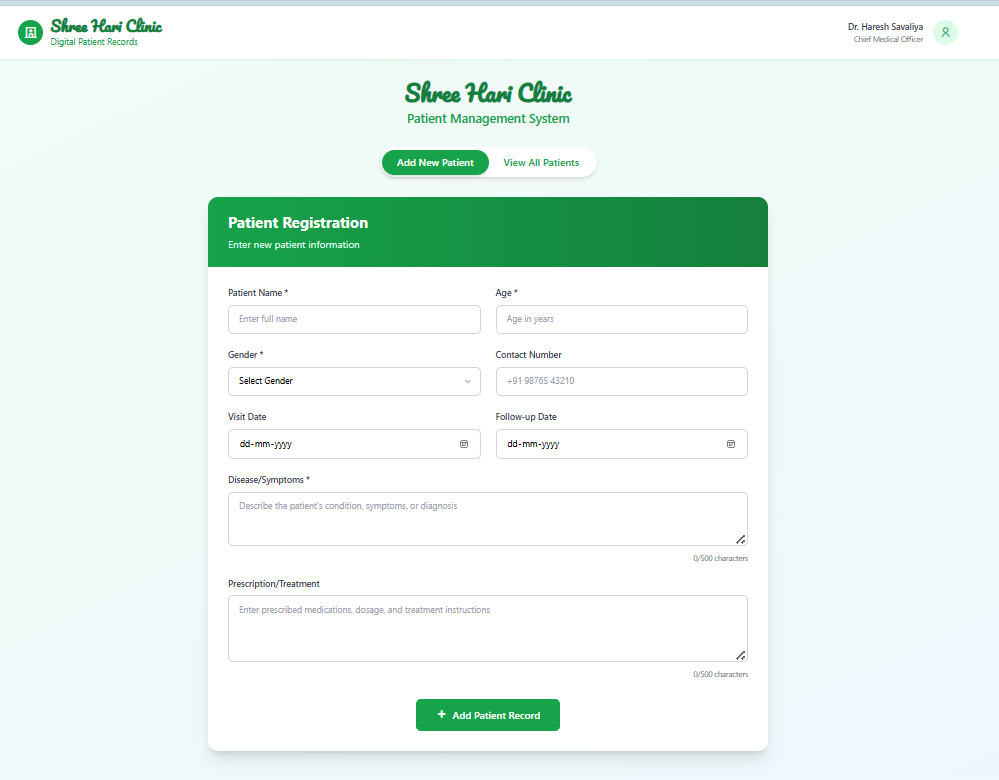 Shree Hari Clinic
Digital Patient Records
Dr. Haresh Savaliya
Chief Medical Officer
Shree Hari Clinic
Patient Management System
Add New Patient
View All Patients
Patient Registration
Enter new patient information
Patient Name *
Age *
Enter full name
Age in years
Gender *
Contact Number
Select Gender
+91 98765 43210
Visit Date
Follow-up Date
dd-mm-yyyy
dd-mm-yyyy
Disease/Symptoms *
Describe the patient's condition, symptoms, or diagnosis
0/500 characters
Prescription/Treatment
Enter prescribed medications, dosage, and treatment instructions
0/500 characters
+ Add Patient Record